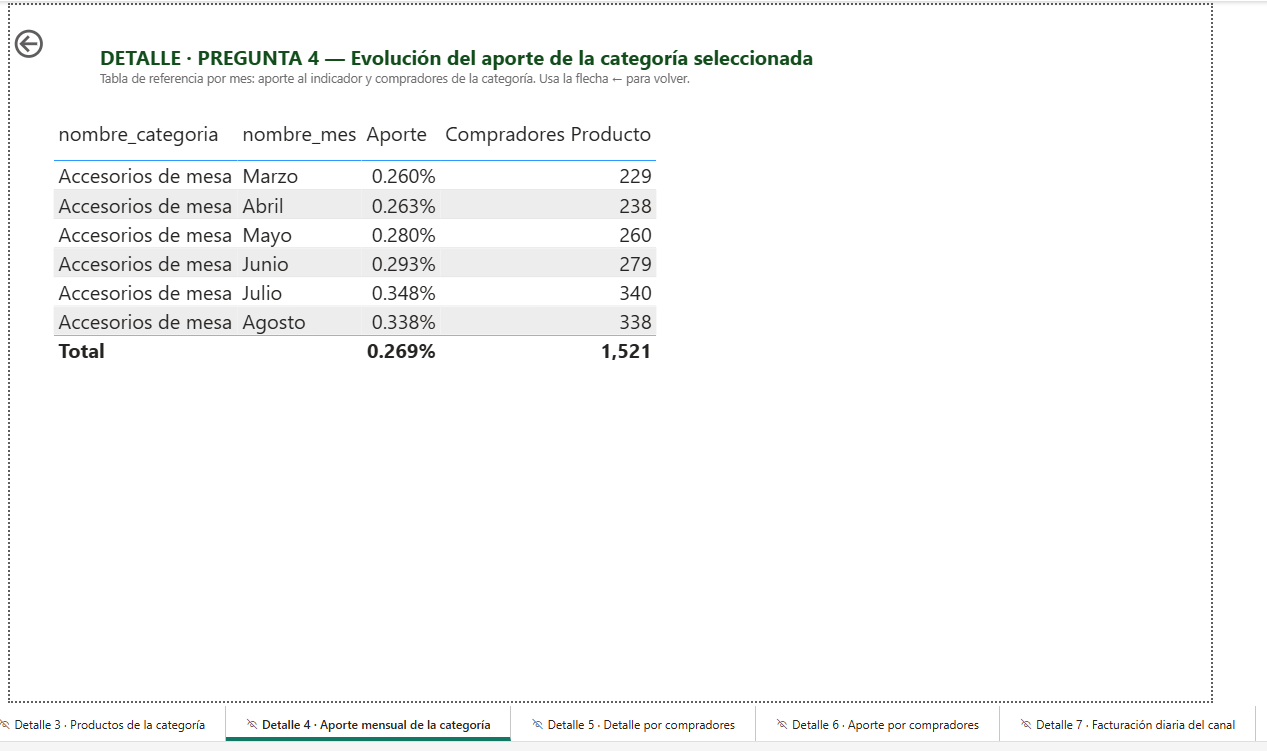 DETALLE · PREGUNTA 4 — Evolución del aporte de la categoría seleccionada
Tabla de referencia por mes: aporte al indicador y compradores de la categoría. Usa la flecha ← para volver.
nombre_categoria nombre_mes Aporte Compradores Producto
Accesorios de mesa Marzo 0.260% 229
Accesorios de mesa Abril 0.263% 238
Accesorios de mesa Mayo 0.280% 260
Accesorios de mesa Junio 0.293% 279
Accesorios de mesa Julio 0.348% 340
Accesorios de mesa Agosto 0.338% 338
Total 0.269% 1,521
Detalle 3 · Productos de la categoría Detalle 4 · Aporte mensual de la categoría Detalle 5 · Detalle por compradores Detalle 6 · Aporte por compradores Detalle 7 · Facturación diaria del canal